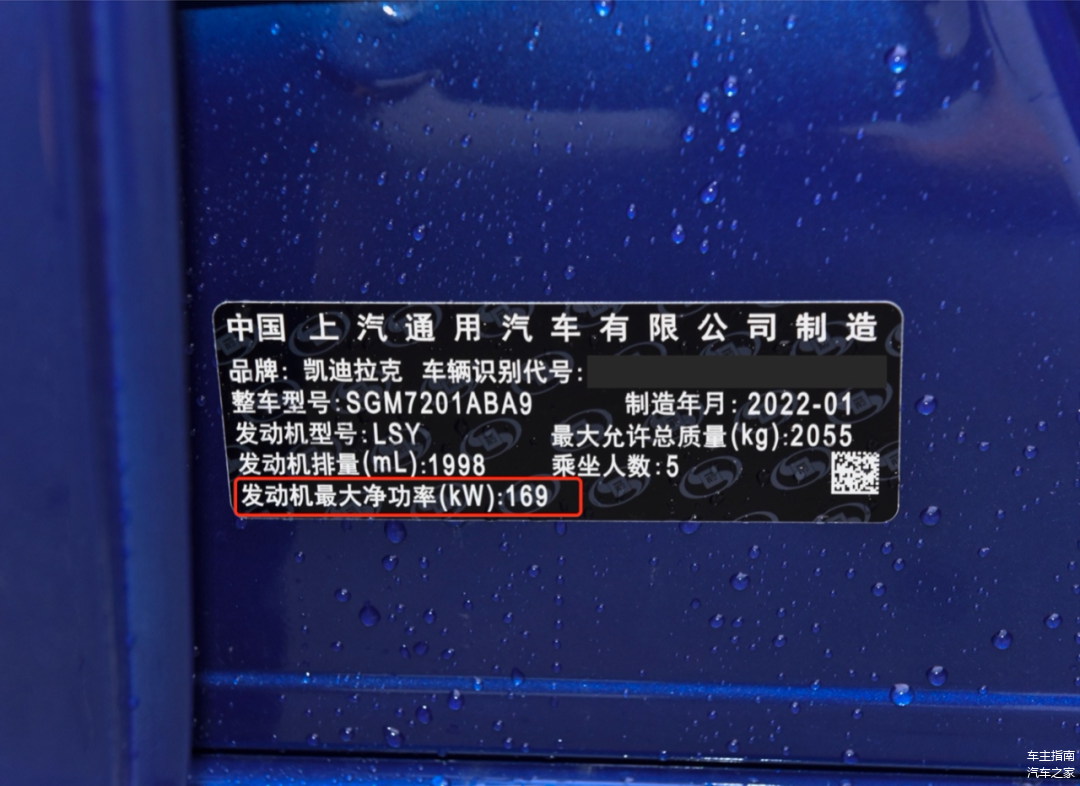 中国 上汽通用汽车有限公司制造
品牌: 凯迪拉克 车辆识别代号:
整车型号:SGM7201ABA9 制造年月: 2022-01
发动机型号:LSY 最大允许总质量(kg):2055
发动机排量(mL):1998 乘坐人数:5
发动机最大净功率(kW):169
车主指南
汽车之家